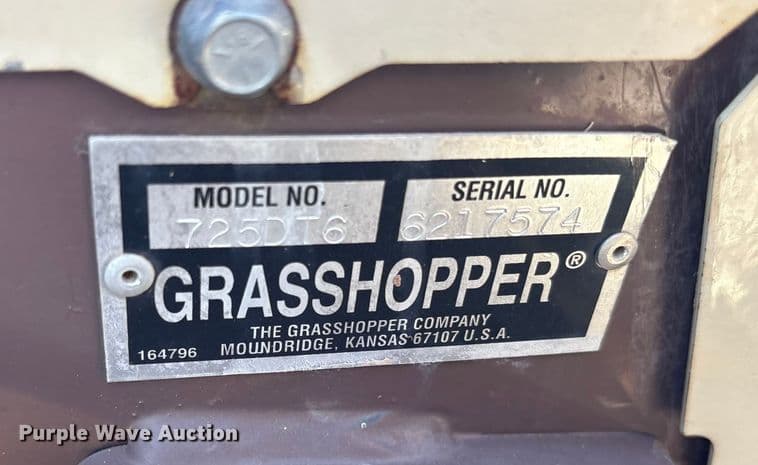 MODEL NO.
725DT6
SERIAL NO.
6217574
GRASSHOPPER®
THE GRASSHOPPER COMPANY
MOUNDRIDGE, KANSAS 67107 U.S.A.
164796
Purple Wave Auction